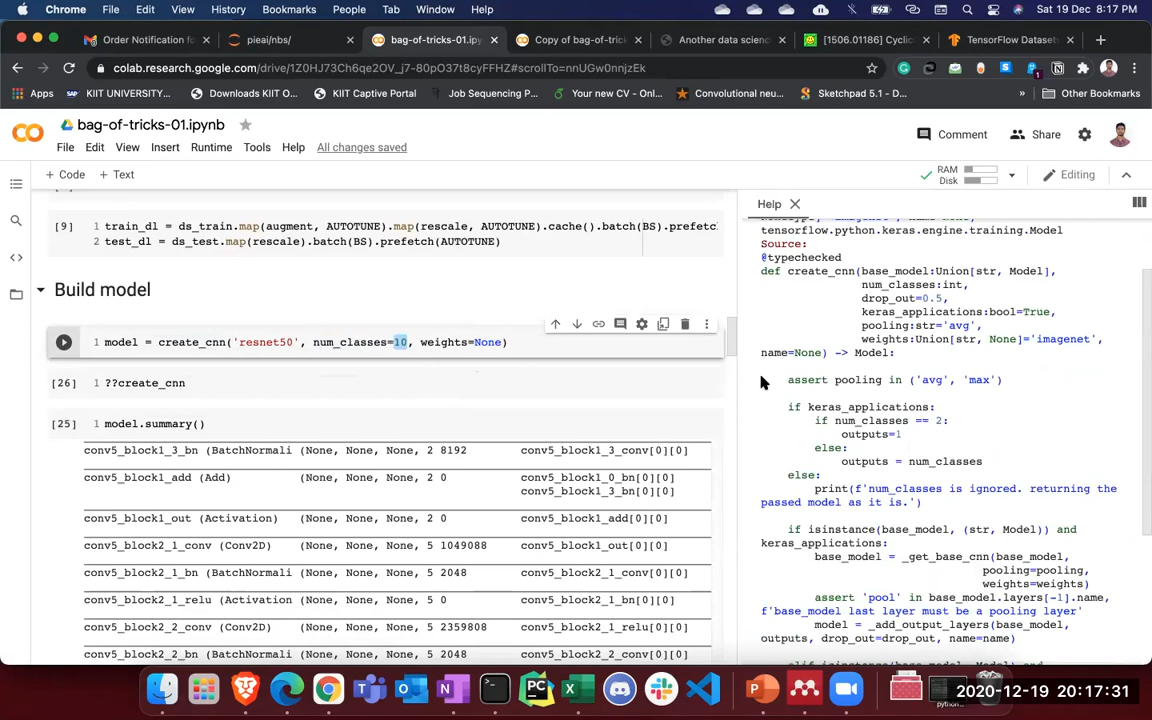 Chrome File Edit View History Bookmarks People Tab Window Help Sat 19 Dec 8:17 PM
Order Notification fo × pieai/nbs/ × bag-of-tricks-01.ipy × Copy of bag-of-trick × Another data scienc × [1506.01186] Cyclic × TensorFlow Datasets × +
colab.research.google.com/drive/1Z0HJ73Ch6qe2OV_j7-80pO37t8cyFFHZ#scrollTo=nnUGw0nnjzEk
Apps KIIT UNIVERSITY... Downloads KIIT O... KIIT Captive Portal Job Sequencing P... Your new CV - Onl... Convolutional neu... Sketchpad 5.1 - D... » Other Bookmarks
bag-of-tricks-01.ipynb
Comment Share
File Edit View Insert Runtime Tools Help All changes saved
+ Code + Text
RAM
Disk
Editing
Help
[9] 1 train_dl = ds_train.map(augment, AUTOTUNE).map(rescale, AUTOTUNE).cache().batch(BS).prefetc
2 test_dl = ds_test.map(rescale).batch(BS).prefetch(AUTOTUNE)
Build model
1 model = create_cnn('resnet50', num_classes=10, weights=None)
[26] 1 ??create_cnn
[25] 1 model.summary()
conv5_block1_3_bn (BatchNormali (None, None, None, 2 8192 conv5_block1_3_conv[0][0]
conv5_block1_add (Add) (None, None, None, 2 0 conv5_block1_0_bn[0][0]
conv5_block1_3_bn[0][0]
conv5_block1_out (Activation) (None, None, None, 2 0 conv5_block1_add[0][0]
conv5_block2_1_conv (Conv2D) (None, None, None, 5 1049088 conv5_block1_out[0][0]
conv5_block2_1_bn (BatchNormali (None, None, None, 5 2048 conv5_block2_1_conv[0][0]
conv5_block2_1_relu (Activation (None, None, None, 5 0 conv5_block2_1_bn[0][0]
conv5_block2_2_conv (Conv2D) (None, None, None, 5 2359808 conv5_block2_1_relu[0][0]
conv5_block2_2_bn (BatchNormali (None, None, None, 5 2048 conv5_block2_2_conv[0][0]
tensorflow.python.keras.engine.training.Model
Source:
@typechecked
def create_cnn(base_model:Union[str, Model],
num_classes:int,
drop_out=0.5,
keras_applications:bool=True,
pooling:str='avg',
weights:Union[str, None]='imagenet',
name=None) -> Model:
assert pooling in ('avg', 'max')
if keras_applications:
if num_classes == 2:
outputs=1
else:
outputs = num_classes
else:
print(f'num_classes is ignored. returning the
passed model as it is.')
if isinstance(base_model, (str, Model)) and
keras_applications:
base_model = _get_base_cnn(base_model,
pooling=pooling,
weights=weights)
assert 'pool' in base_model.layers[-1].name,
f'base_model last layer must be a pooling layer'
model = _add_output_layers(base_model,
outputs, drop_out=drop_out, name=name)
2020-12-19 20:17:31